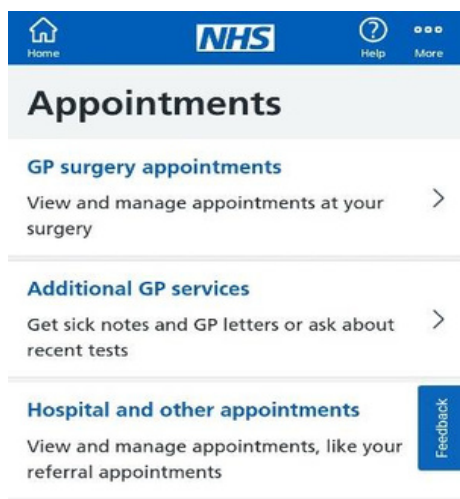 NHS
Home
Help
More
Appointments
GP surgery appointments
View and manage appointments at your
surgery
Additional GP services
Get sick notes and GP letters or ask about
recent tests
Hospital and other appointments
View and manage appointments, like your
referral appointments
Feedback